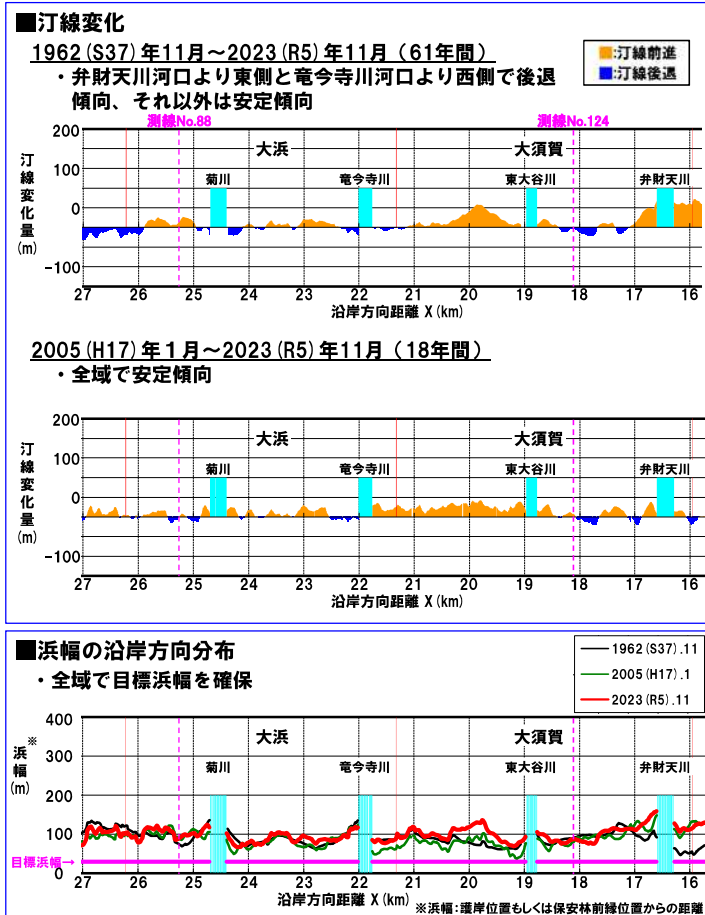 ■汀線変化
1962(S37)年11月～2023(R5)年11月（61年間）
・弁財天川河口より東側と竜今寺川河口より西側で後退
傾向、それ以外は安定傾向
■:汀線前進
■:汀線後退
測線No.88
測線No.124
大浜
大須賀
菊川
竜今寺川
東大谷川
弁財天川
汀線変化量(m)
200
100
0
-100
27 26 25 24 23 22 21 20 19 18 17 16
沿岸方向距離 X(km)
2005(H17)年1月～2023(R5)年11月（18年間）
・全域で安定傾向
大浜
大須賀
菊川
竜今寺川
東大谷川
弁財天川
汀線変化量(m)
200
100
0
-100
27 26 25 24 23 22 21 20 19 18 17 16
沿岸方向距離 X(km)
■浜幅の沿岸方向分布
・全域で目標浜幅を確保
1962(S37).11
2005(H17).1
2023(R5).11
大浜
大須賀
菊川
竜今寺川
東大谷川
弁財天川
浜幅※(m)
400
300
200
100
0
目標浜幅→
27 26 25 24 23 22 21 20 19 18 17 16
沿岸方向距離 X(km)
※浜幅：護岸位置もしくは保安林前縁位置からの距離